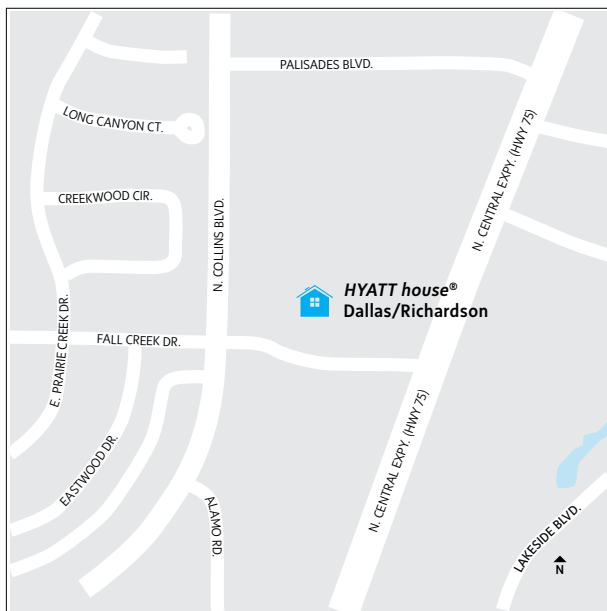 PALISADES BLVD.
LONG CANYON CT.
N. CENTRAL EXPY. (HWY 75)
CREEKWOOD CIR.
N. COLLINS BLVD.
HYATT house®
Dallas/Richardson
FALL CREEK DR.
E. PRAIRIE CREEK DR.
N. CENTRAL EXPY. (HWY 75)
EASTWOOD DR.
ALAMO RD.
LAKESIDE BLVD.
N